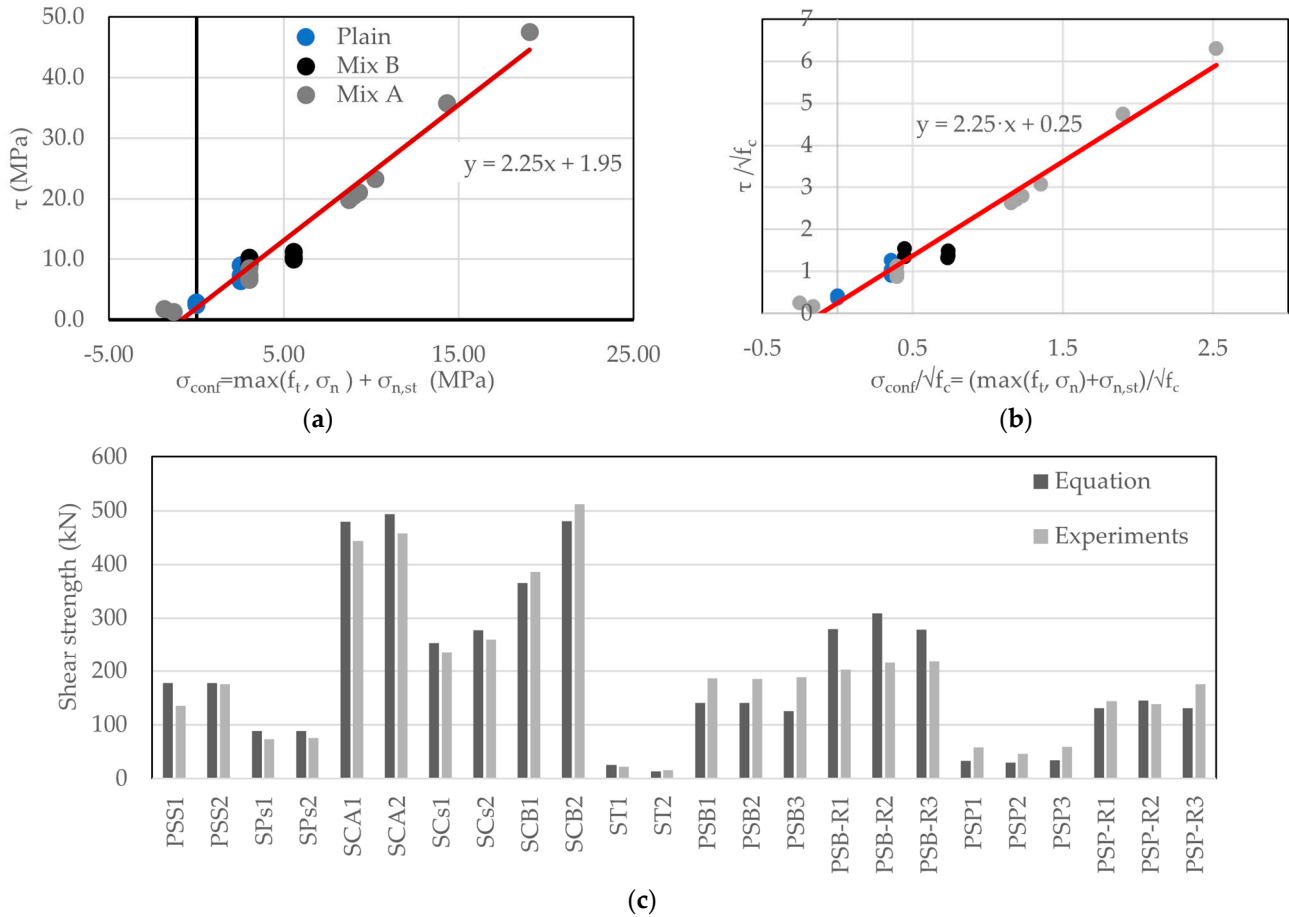 50.0
40.0
30.0
20.0
10.0
0.0
τ (MPa)
Plain
Mix B
Mix A
y = 2.25x + 1.95
-5.00
5.00
15.00
25.00
σconf=max(ft , σn ) + σn,st (MPa)
(a)
7
6
5
4
3
2
1
0
τ /√fc
y = 2.25·x + 0.25
-0.5
0.5
1.5
2.5
σconf/√fc= (max(ft, σn)+σn,st)/√fc
(b)
600
500
400
300
200
100
0
Shear strength (kN)
Equation
Experiments
PSS1
PSS2
SPs1
SPs2
SCA1
SCA2
SCs1
SCs2
SCB1
SCB2
ST1
ST2
PSB1
PSB2
PSB3
PSB-R1
PSB-R2
PSB-R3
PSP1
PSP2
PSP3
PSP-R1
PSP-R2
PSP-R3
(c)